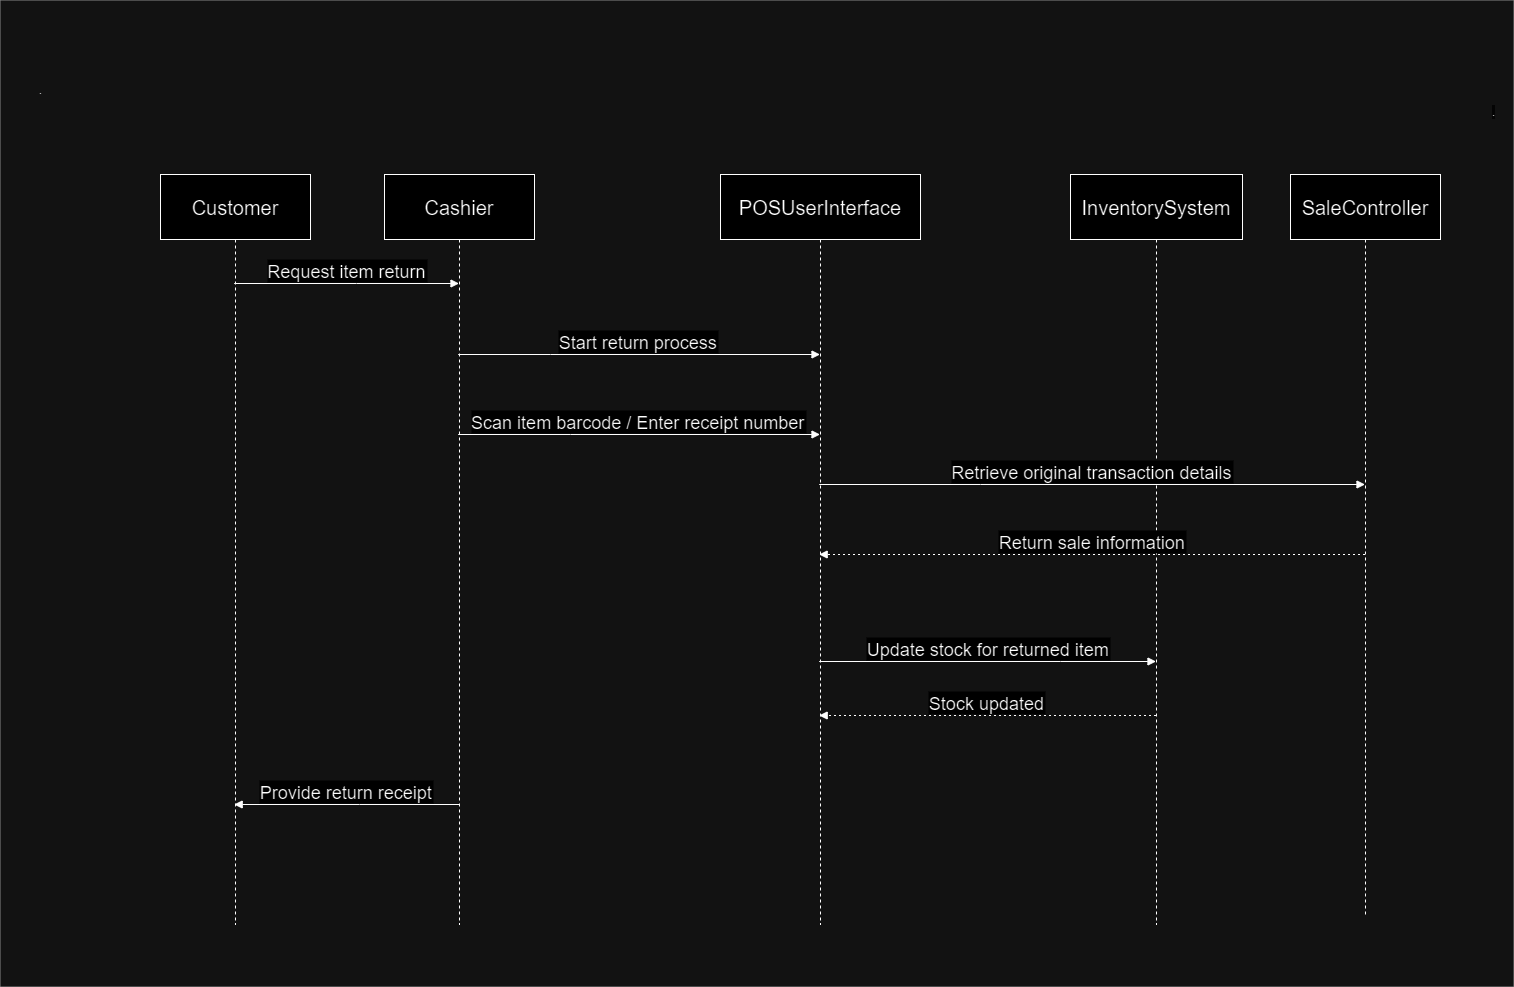 Customer
Cashier
POSUserInterface
InventorySystem
SaleController
Request item return
Start return process
Scan item barcode / Enter receipt number
Retrieve original transaction details
Return sale information
Update stock for returned item
Stock updated
Provide return receipt